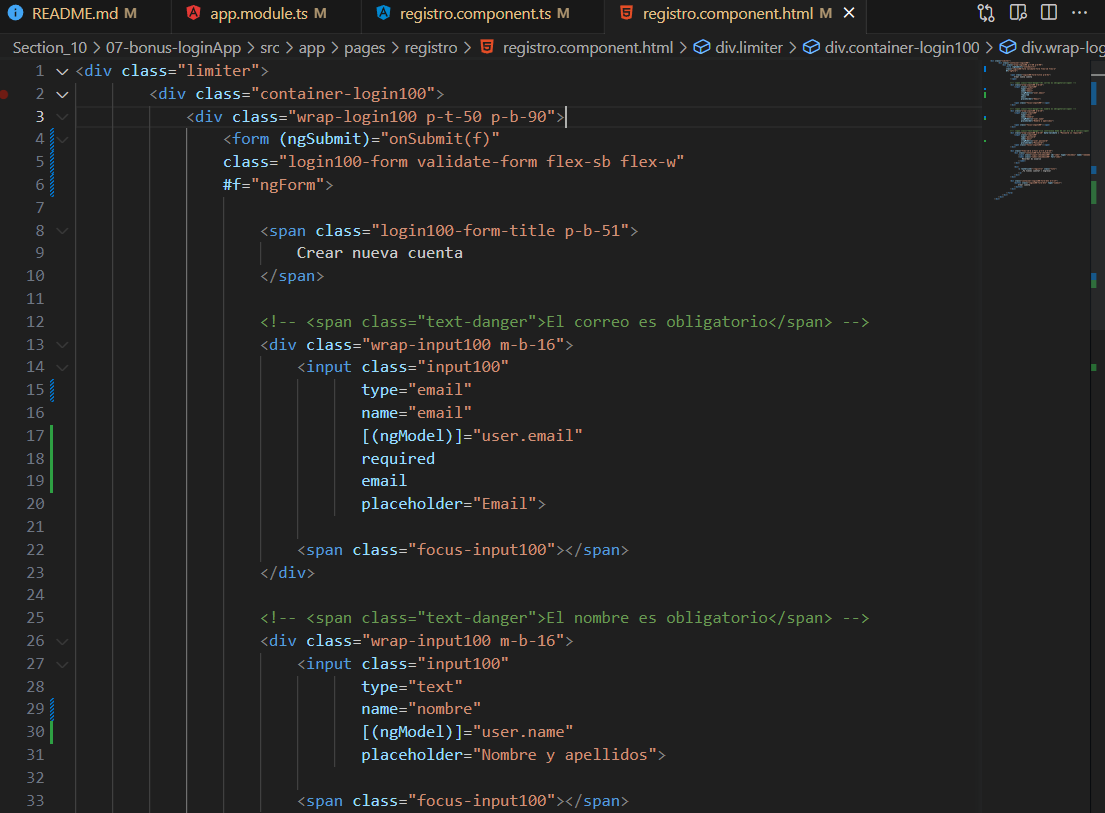 README.md M
app.module.ts M
registro.component.ts M
registro.component.html M
Section_10 > 07-bonus-loginApp > src > app > pages > registro > registro.component.html > div.limiter > div.container-login100 > div.wrap-log
1 <div class="limiter">
2 <div class="container-login100">
3 <div class="wrap-login100 p-t-50 p-b-90">
4 <form (ngSubmit)="onSubmit(f)"
5 class="login100-form validate-form flex-sb flex-w"
6 #f="ngForm">
7
8 <span class="login100-form-title p-b-51">
9 Crear nueva cuenta
10 </span>
11
12 <!-- <span class="text-danger">El correo es obligatorio</span> -->
13 <div class="wrap-input100 m-b-16">
14 <input class="input100"
15 type="email"
16 name="email"
17 [(ngModel)]="user.email"
18 required
19 email
20 placeholder="Email">
21
22 <span class="focus-input100"></span>
23 </div>
24
25 <!-- <span class="text-danger">El nombre es obligatorio</span> -->
26 <div class="wrap-input100 m-b-16">
27 <input class="input100"
28 type="text"
29 name="nombre"
30 [(ngModel)]="user.name"
31 placeholder="Nombre y apellidos">
32
33 <span class="focus-input100"></span>